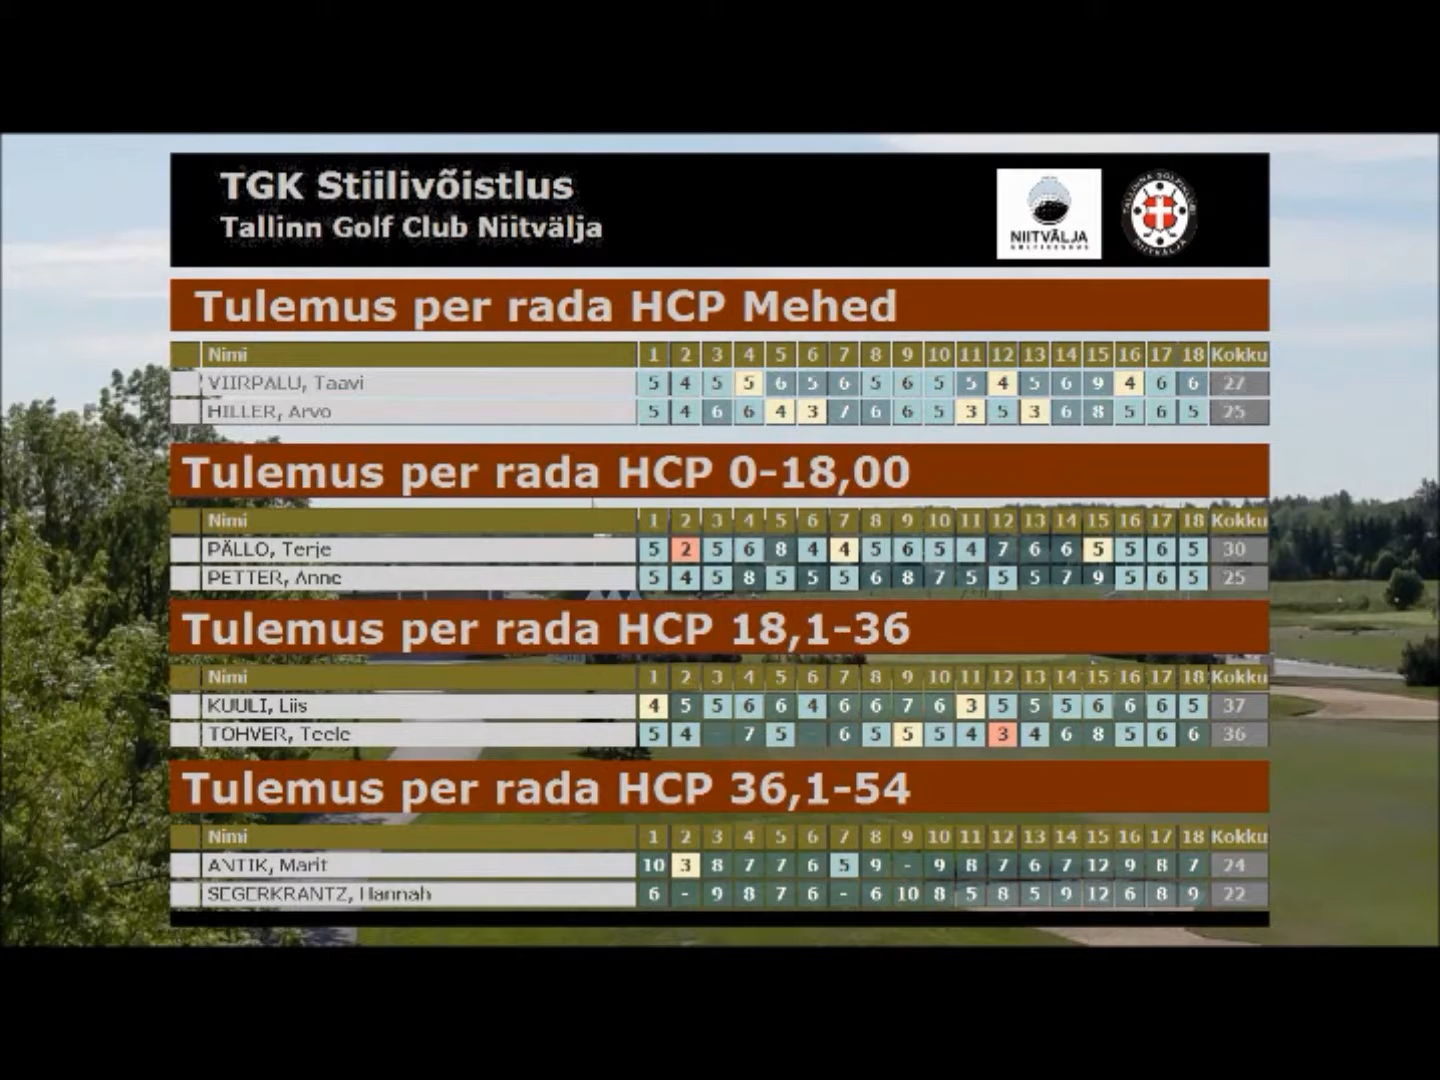 TGK Stiilivõistlus
Tallinn Golf Club Niitvälja
NIITVÄLJA
Tulemus per rada HCP Mehed
Nimi 1 2 3 4 5 6 7 8 9 10 11 12 13 14 15 16 17 18 Kokku
VIIRPALU, Taavi 5 4 5 5 6 5 6 5 6 5 5 4 5 6 9 4 6 6 27
HILLER, Arvo 5 4 6 6 4 3 7 6 6 5 3 5 3 6 8 5 6 5 25
Tulemus per rada HCP 0-18,00
Nimi 1 2 3 4 5 6 7 8 9 10 11 12 13 14 15 16 17 18 Kokku
PÄLLO, Terje 5 2 5 6 8 4 4 5 6 5 4 7 6 6 5 5 6 5 30
PETTER, Anne 5 4 5 8 5 5 5 6 8 7 5 5 5 7 9 5 6 5 25
Tulemus per rada HCP 18,1-36
Nimi 1 2 3 4 5 6 7 8 9 10 11 12 13 14 15 16 17 18 Kokku
KUULI, Liis 4 5 5 6 6 4 6 6 7 6 3 5 5 5 6 6 6 5 37
TOHVER, Teele 5 4 - 7 5 - 6 5 5 5 4 3 4 6 8 5 6 6 36
Tulemus per rada HCP 36,1-54
Nimi 1 2 3 4 5 6 7 8 9 10 11 12 13 14 15 16 17 18 Kokku
ANTIK, Marit 10 3 8 7 7 6 5 9 - 9 8 7 6 7 12 9 8 7 24
SEGERKRANTZ, Hannah 6 - 9 8 7 6 - 6 10 8 5 8 5 9 12 6 8 9 22